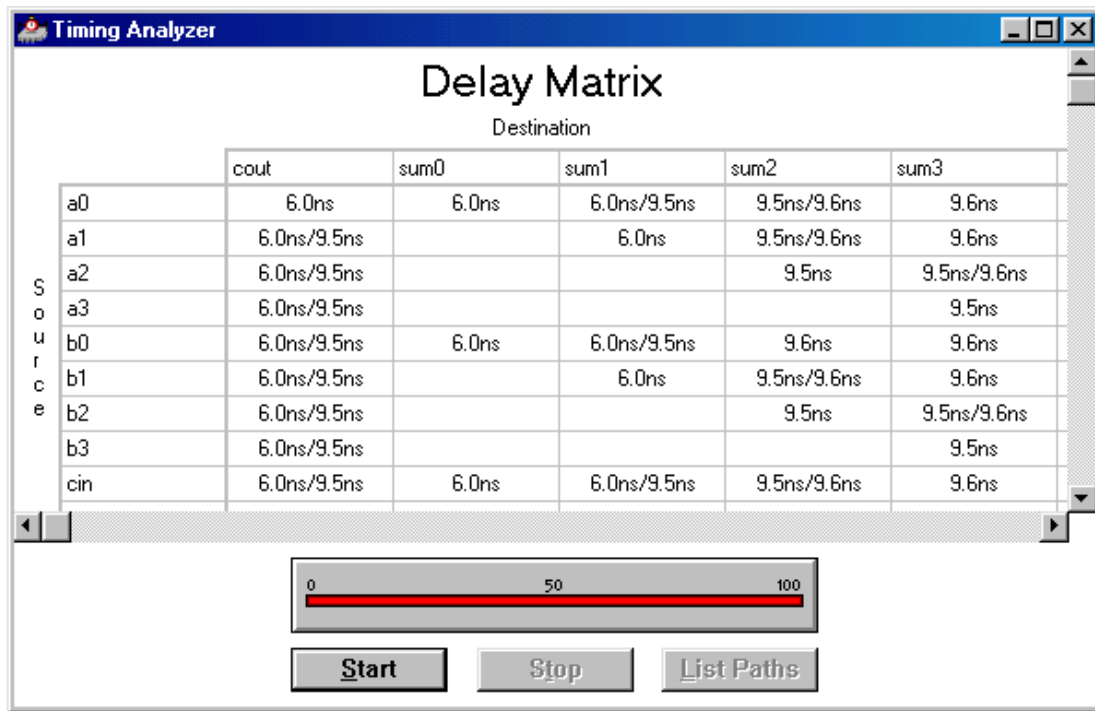 Timing Analyzer
Delay Matrix
Destination
cout sum0 sum1 sum2 sum3
Source
a0 6.0ns 6.0ns 6.0ns/9.5ns 9.5ns/9.6ns 9.6ns
a1 6.0ns/9.5ns 6.0ns 9.5ns/9.6ns 9.6ns
a2 6.0ns/9.5ns 9.5ns 9.5ns/9.6ns
a3 6.0ns/9.5ns 9.5ns
b0 6.0ns/9.5ns 6.0ns 6.0ns/9.5ns 9.6ns 9.6ns
b1 6.0ns/9.5ns 6.0ns 9.5ns/9.6ns 9.6ns
b2 6.0ns/9.5ns 9.5ns 9.5ns/9.6ns
b3 6.0ns/9.5ns 9.5ns
cin 6.0ns/9.5ns 6.0ns 6.0ns/9.5ns 9.5ns/9.6ns 9.6ns
0 50 100
Start Stop List Paths